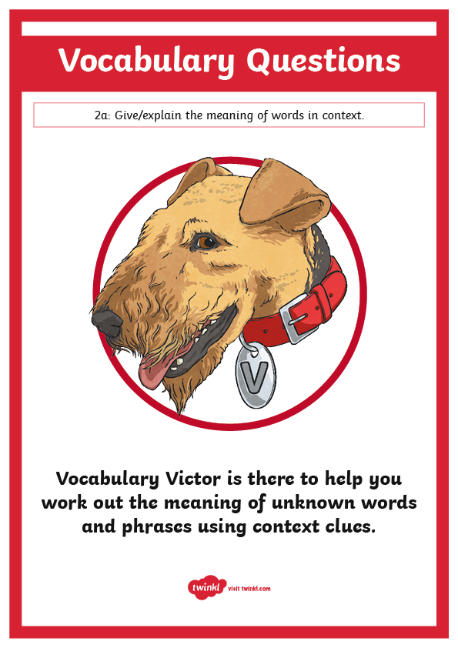 Vocabulary Questions
2a: Give/explain the meaning of words in context.
V
Vocabulary Victor is there to help you
work out the meaning of unknown words
and phrases using context clues.
twinkl visit twinkl.com